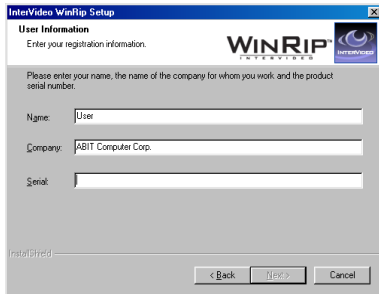 InterVideo WinRip Setup
User Information
Enter your registration information.
WINRIP™
INTERVIDEO
INTERVIDEO
Please enter your name, the name of the company for whom you work and the product
serial number.
Name: User
Company: ABIT Computer Corp.
Serial:
InstallShield
< Back Next > Cancel